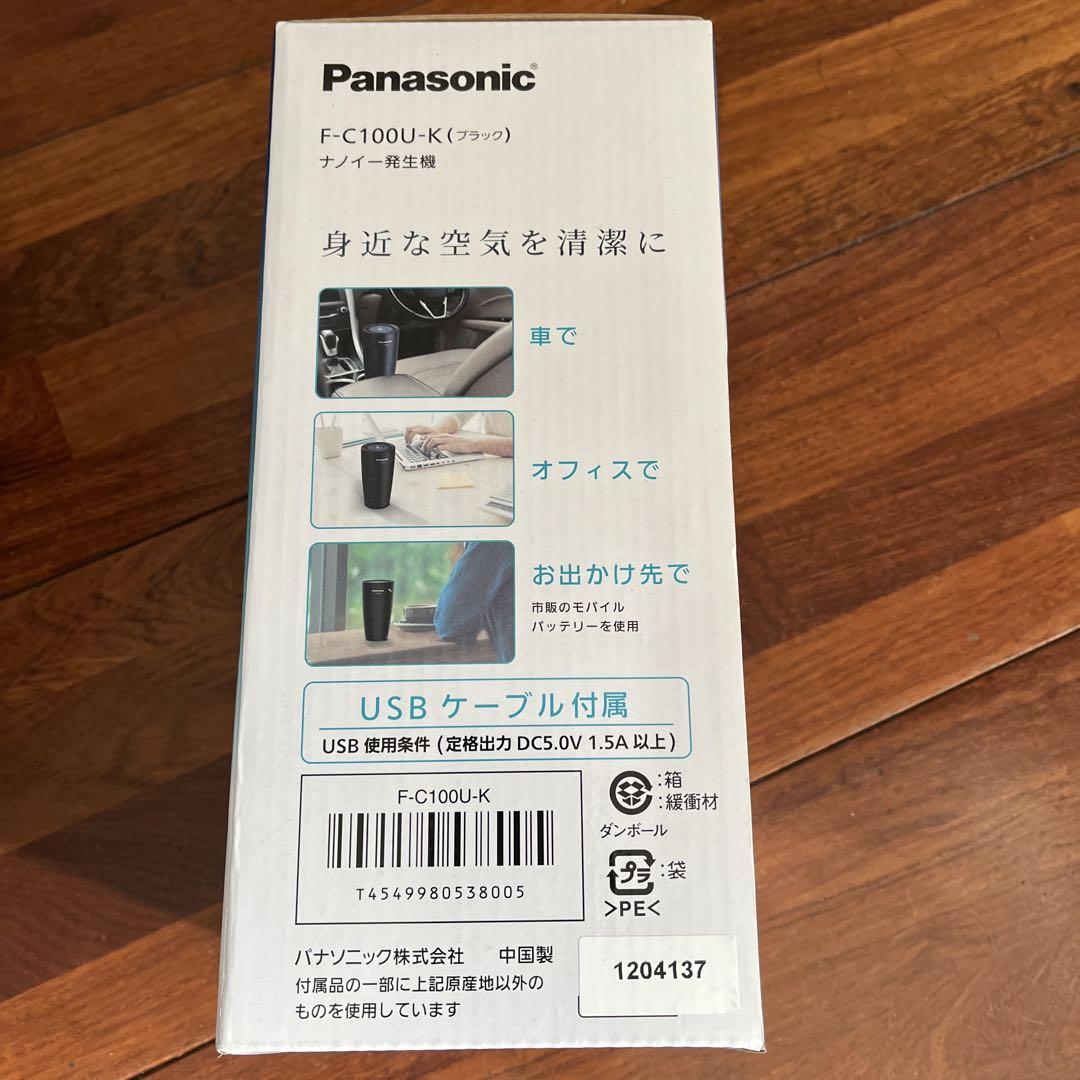 Panasonic®
F-C100U-K(ブラック)
ナノイー発生機
身近な空気を清潔に
Panasonic
車で
Panasonic
オフィスで
お出かけ先で
市販のモバイル
バッテリーを使用
USB ケーブル付属
USB 使用条件 (定格出力 DC5.0V 1.5A 以上)
F-C100U-K
T4549980538005
:箱
:緩衝材
ダンボール
プラ:袋
>PE<
パナソニック株式会社 中国製
付属品の一部に上記原産地以外の
ものを使用しています
1204137